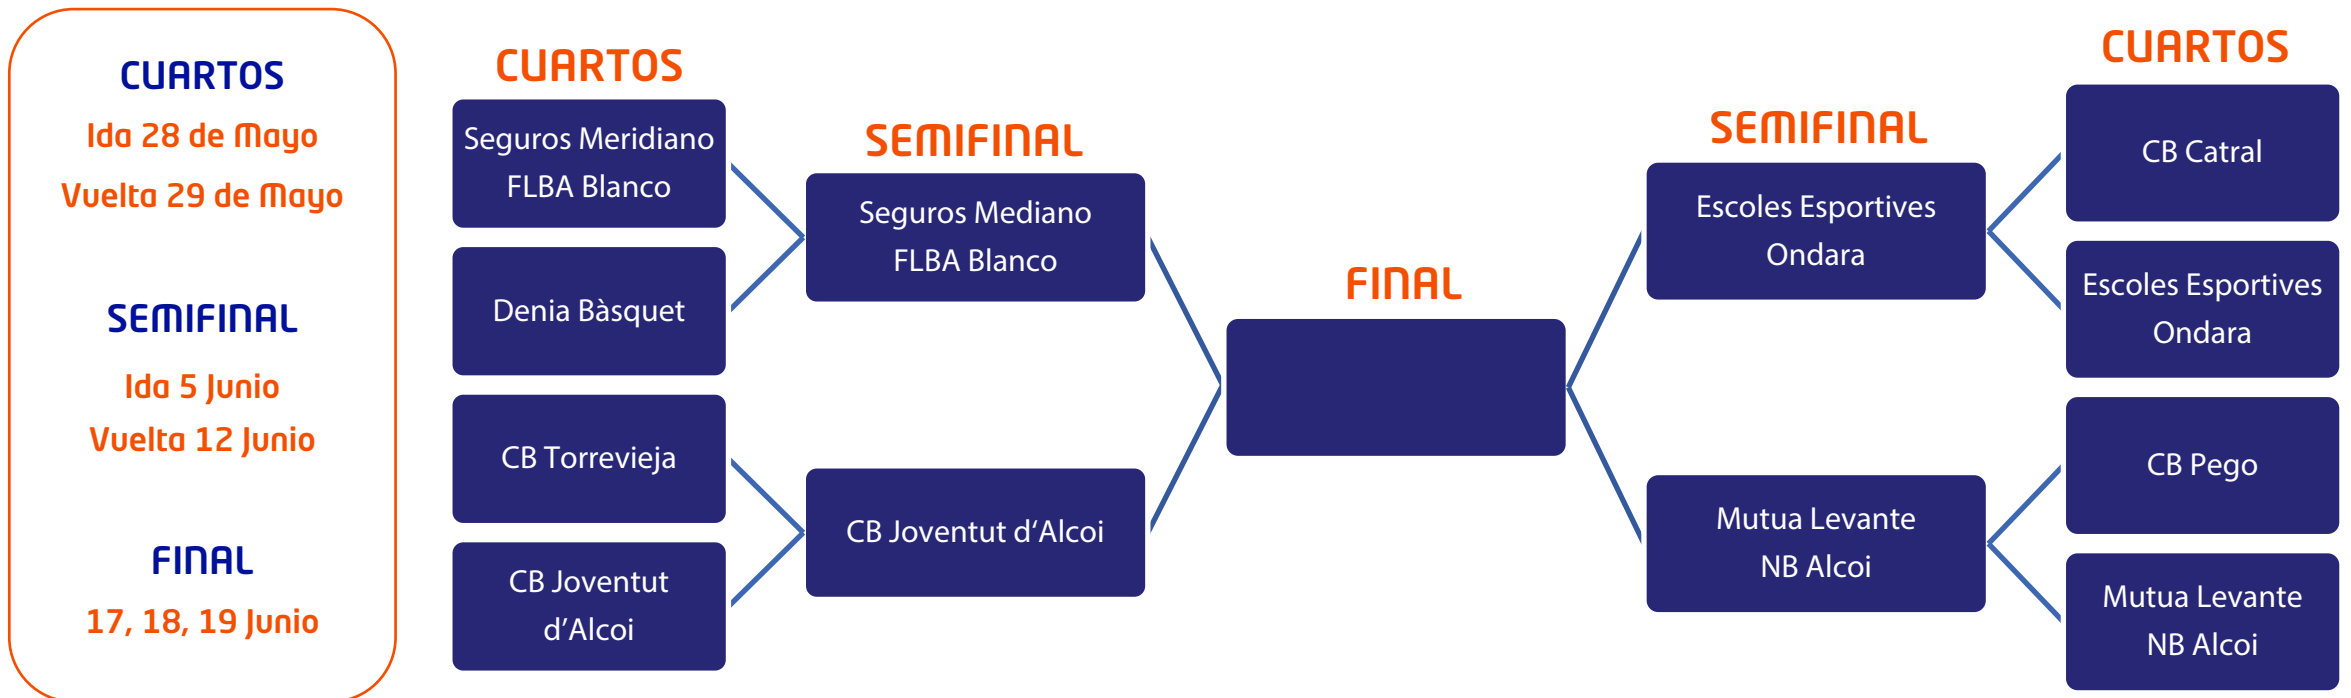 CUARTOS
Ida 28 de Mayo
Vuelta 29 de Mayo
SEMIFINAL
Ida 5 Junio
Vuelta 12 Junio
FINAL
17, 18, 19 Junio
CUARTOS
Seguros Meridiano
FLBA Blanco
Denia Bàsquet
CB Torrevieja
CB Joventut
d’Alcoi
SEMIFINAL
Seguros Mediano
FLBA Blanco
CB Joventut d‘Alcoi
FINAL
SEMIFINAL
Escoles Esportives
Ondara
Mutua Levante
NB Alcoi
CUARTOS
CB Catral
Escoles Esportives
Ondara
CB Pego
Mutua Levante
NB Alcoi